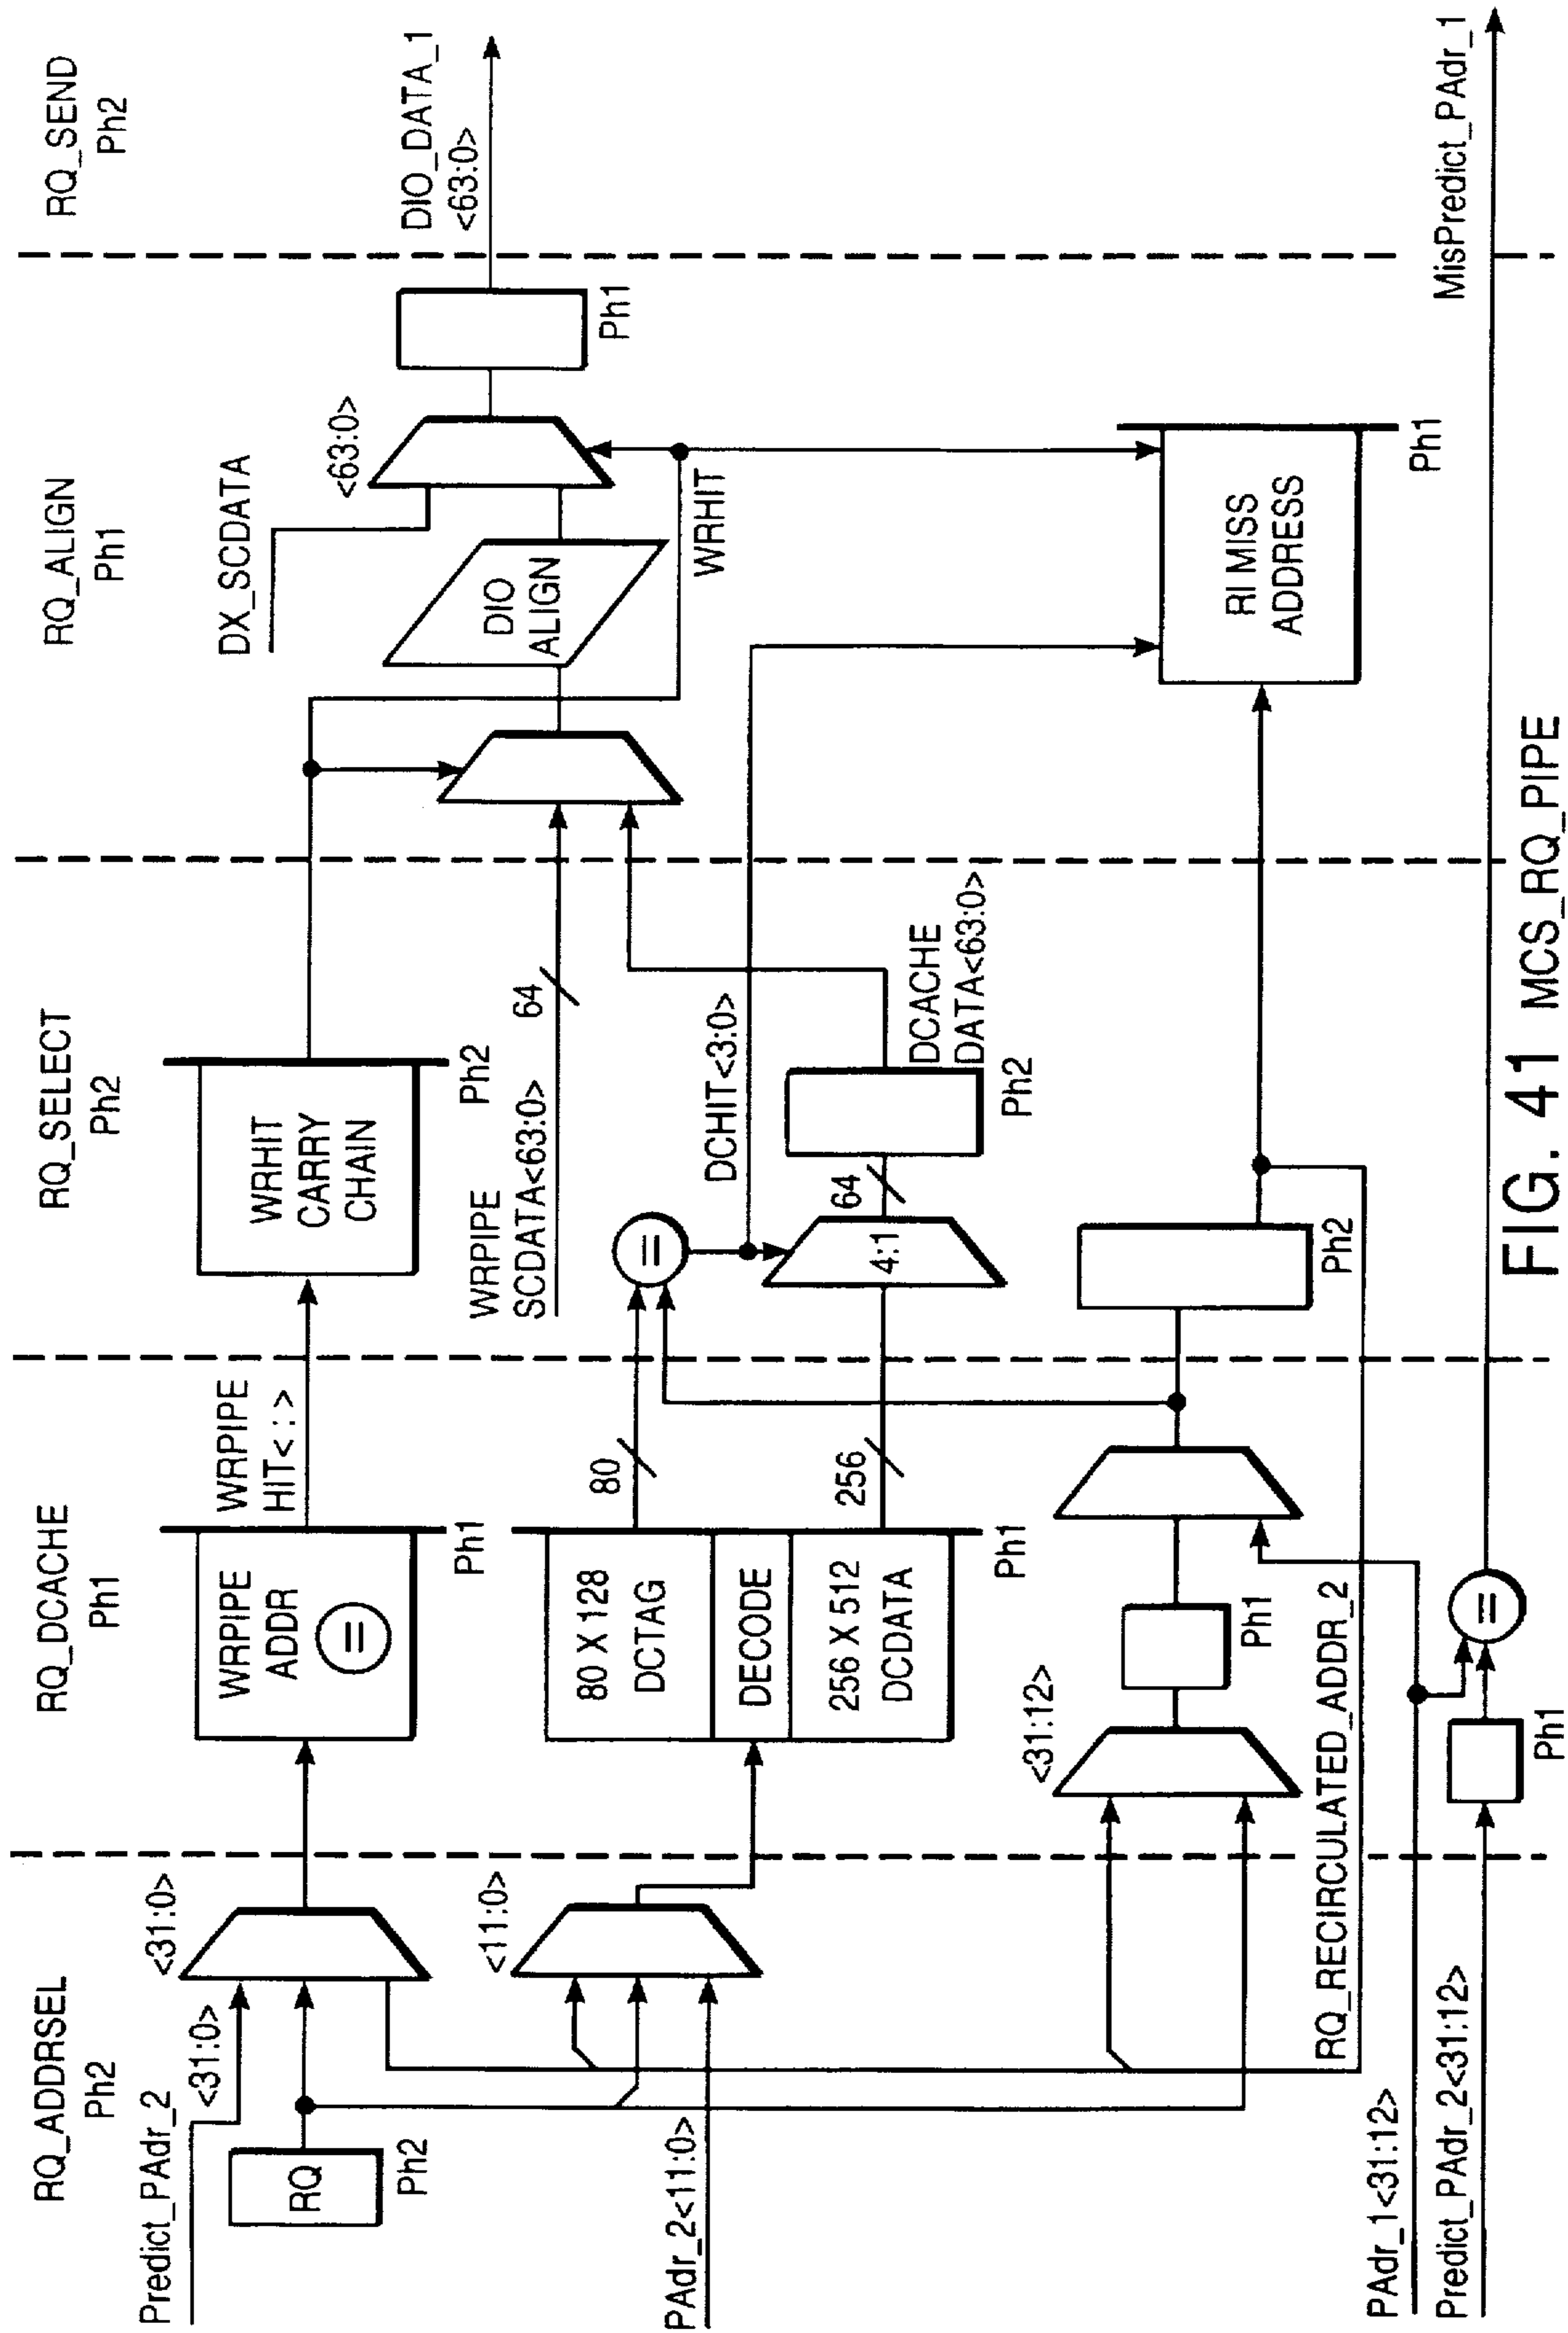 RQ_ADDRSEL
Ph2
RQ_DCACHE
Ph1
RQ_SELECT
Ph2
RQ_ALIGN
Ph1
RQ_SEND
Ph2
Predict_PAdr_2
<31:0>
<31:0>
RQ
Ph2
<11:0>
PAdr_2<11:0>
WRPIPE
ADDR
=
Ph1
WRPIPE
HIT< : >
80 X 128
DCTAG
DECODE
256 X 512
DCDATA
Ph1
80
256
<31:12>
Ph1
RQ_RECIRCULATED_ADDR_2
PAdr_1<31:12>
Predict_PAdr_2<31:12>
Ph1
=
WRHIT
CARRY
CHAIN
Ph2
WRPIPE
SCDATA<63:0>
64
=
DCHIT<3:0>
4:1
64
Ph2
DCACHE
DATA<63:0>
Ph2
DX_SCDATA
<63:0>
DIO
ALIGN
WRHIT
Ph1
RI MISS
ADDRESS
Ph1
DIO_DATA_1
<63:0>
MisPredict_PAdr_1
FIG. 41 MCS_RQ_PIPE